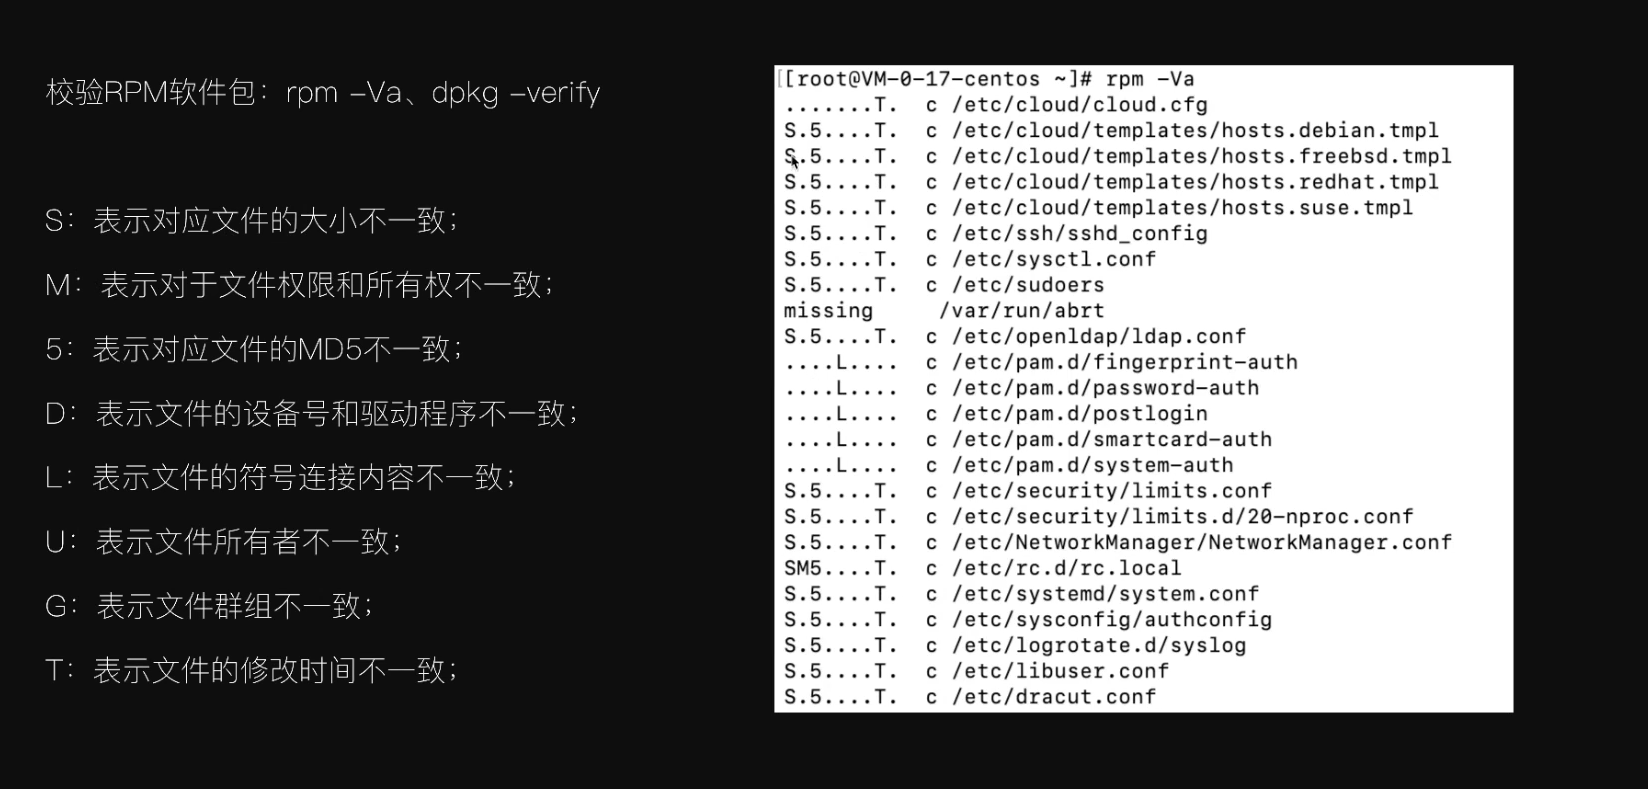 校验RPM软件包：rpm –Va、dpkg –verify
S：表示对应文件的大小不一致；
M：表示对于文件权限和所有权不一致；
5：表示对应文件的MD5不一致；
D：表示文件的设备号和驱动程序不一致；
L：表示文件的符号连接内容不一致；
U：表示文件所有者不一致；
G：表示文件群组不一致；
T：表示文件的修改时间不一致；
[[root@VM-0-17-centos ~]# rpm -Va
.......T.  c /etc/cloud/cloud.cfg
S.5....T.  c /etc/cloud/templates/hosts.debian.tmpl
S.5....T.  c /etc/cloud/templates/hosts.freebsd.tmpl
S.5....T.  c /etc/cloud/templates/hosts.redhat.tmpl
S.5....T.  c /etc/cloud/templates/hosts.suse.tmpl
S.5....T.  c /etc/ssh/sshd_config
S.5....T.  c /etc/sysctl.conf
S.5....T.  c /etc/sudoers
missing     /var/run/abrt
S.5....T.  c /etc/openldap/ldap.conf
....L....  c /etc/pam.d/fingerprint-auth
....L....  c /etc/pam.d/password-auth
....L....  c /etc/pam.d/postlogin
....L....  c /etc/pam.d/smartcard-auth
....L....  c /etc/pam.d/system-auth
S.5....T.  c /etc/security/limits.conf
S.5....T.  c /etc/security/limits.d/20-nproc.conf
S.5....T.  c /etc/NetworkManager/NetworkManager.conf
SM5....T.  c /etc/rc.d/rc.local
S.5....T.  c /etc/systemd/system.conf
S.5....T.  c /etc/sysconfig/authconfig
S.5....T.  c /etc/logrotate.d/syslog
S.5....T.  c /etc/libuser.conf
S.5....T.  c /etc/dracut.conf